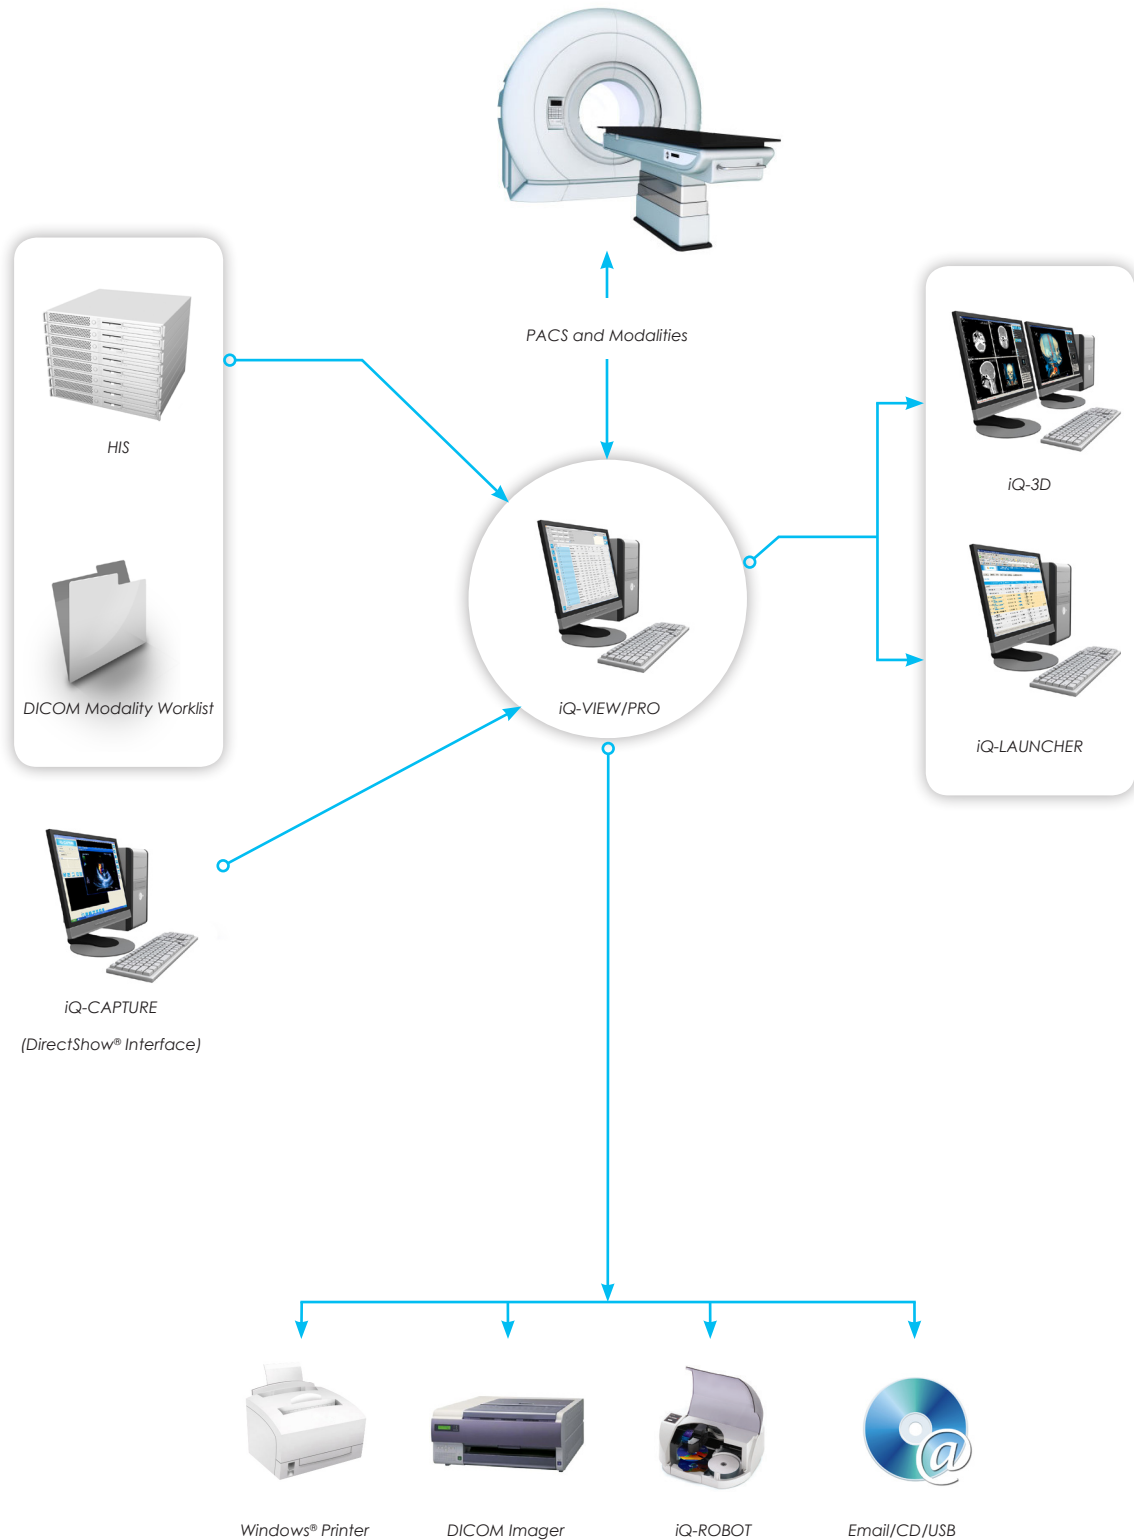 PACS and Modalities
HIS
iQ-3D
DICOM Modality Worklist
iQ-VIEW/PRO
iQ-LAUNCHER
iQ-CAPTURE
(DirectShow® Interface)
Windows® Printer
DICOM Imager
iQ-ROBOT
Email/CD/USB